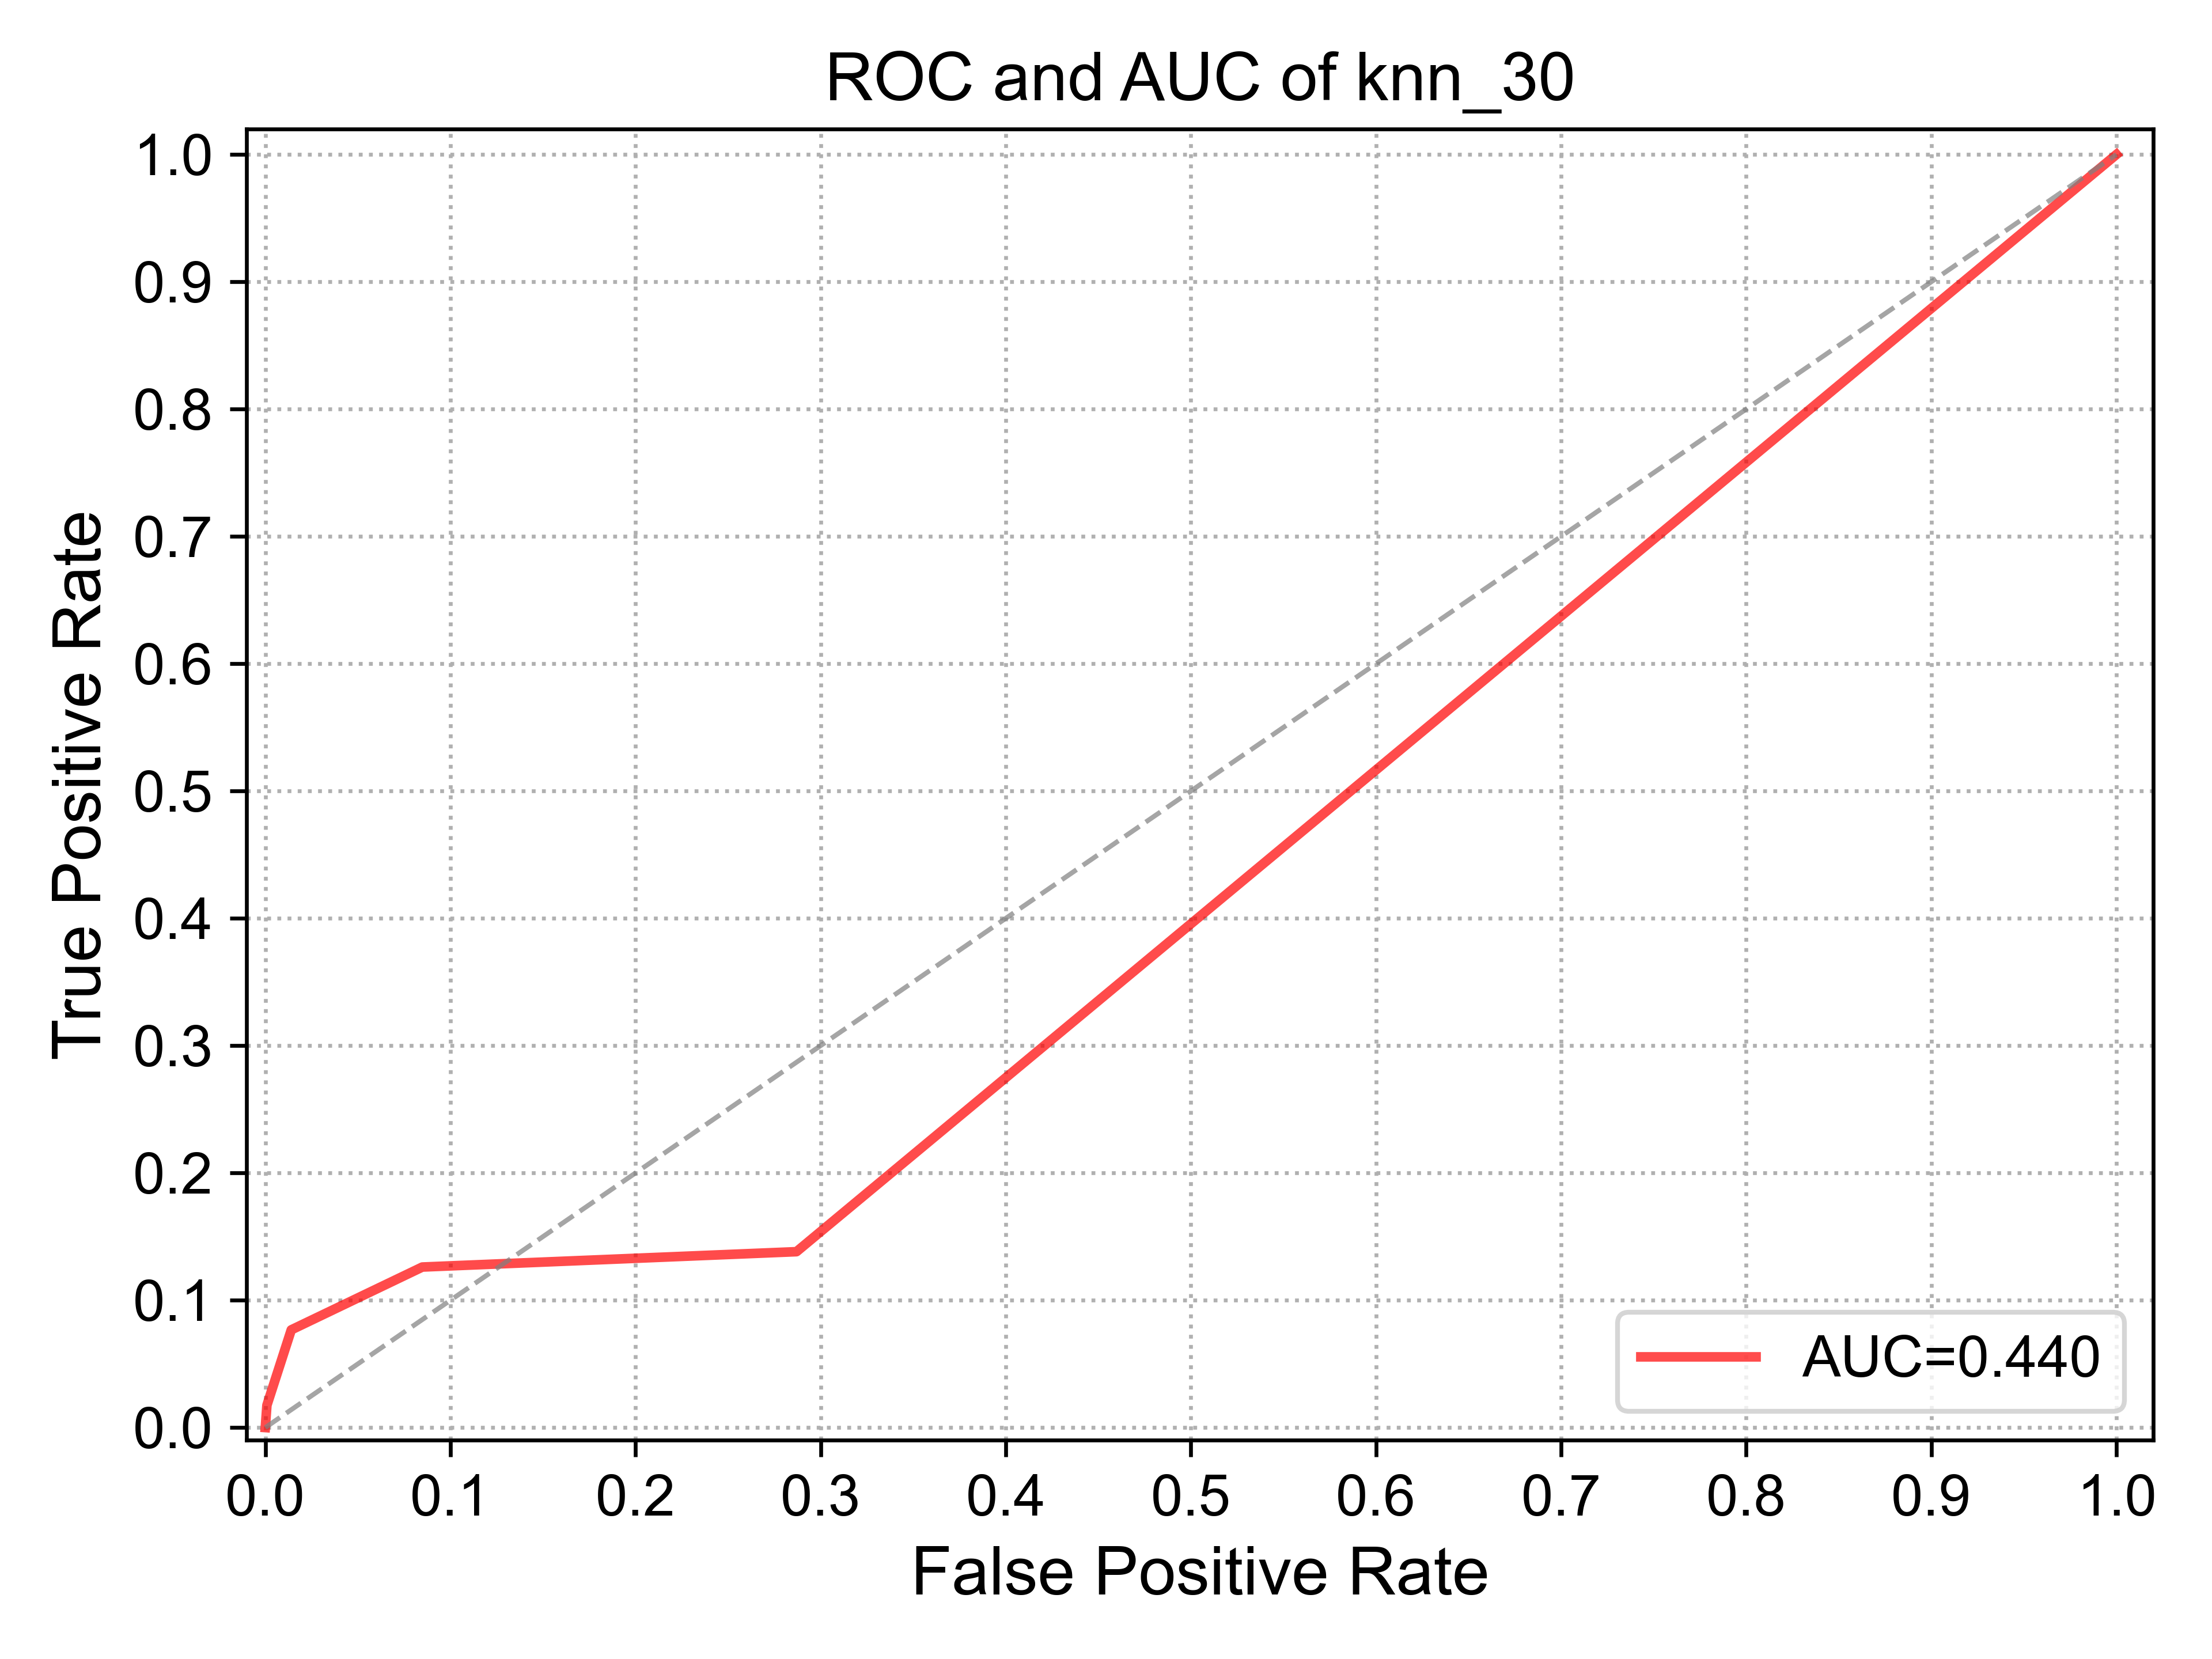 ROC and AUC of knn_30
True Positive Rate
1.0
0.9
0.8
0.7
0.6
0.5
0.4
0.3
0.2
0.1
0.0
AUC=0.440
0.0 0.1 0.2 0.3 0.4 0.5 0.6 0.7 0.8 0.9 1.0
False Positive Rate